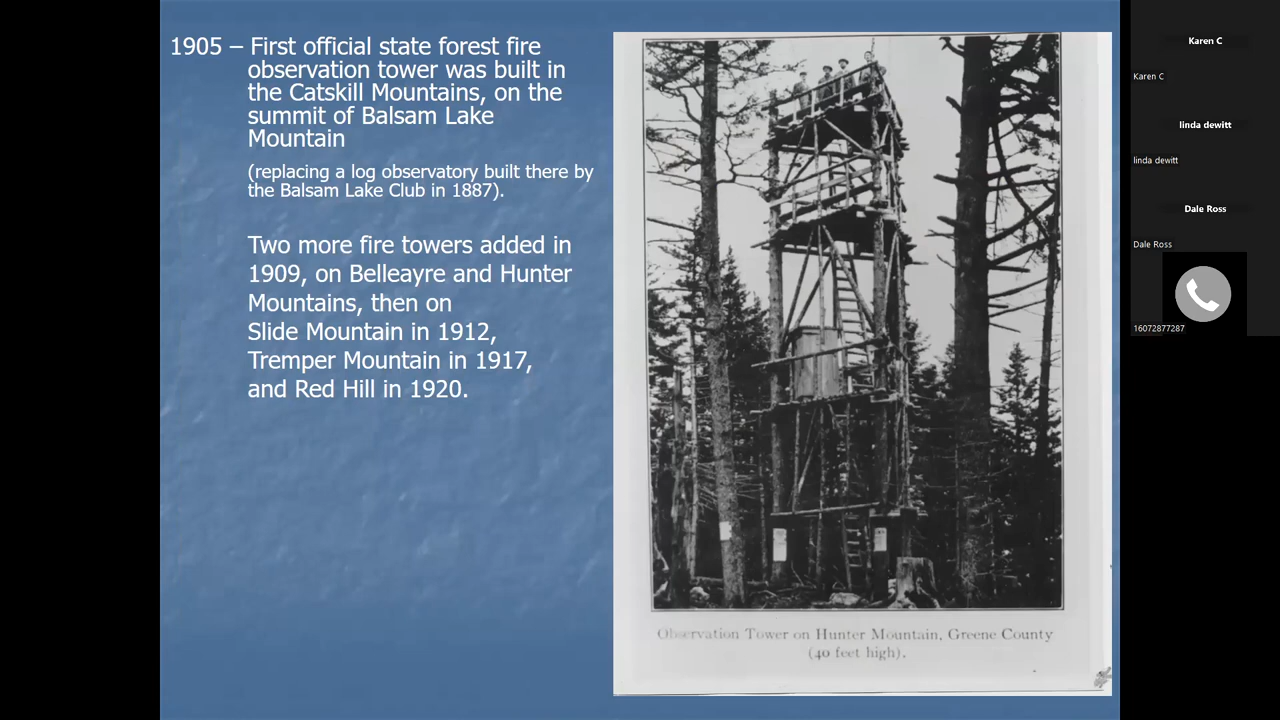 1905 – First official state forest fire
observation tower was built in
the Catskill Mountains, on the
summit of Balsam Lake
Mountain
(replacing a log observatory built there by
the Balsam Lake Club in 1887).
Two more fire towers added in
1909, on Belleayre and Hunter
Mountains, then on
Slide Mountain in 1912,
Tremper Mountain in 1917,
and Red Hill in 1920.
Observation Tower on Hunter Mountain, Greene County
(40 feet high).
Karen C
Karen C
linda dewitt
linda dewitt
Dale Ross
Dale Ross
16072877287